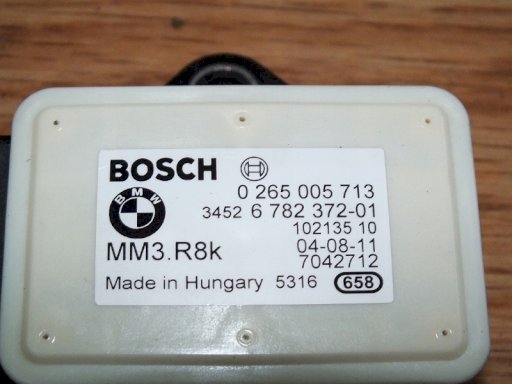 BOSCH
0 265 005 713
BMW
3452 6 782 372-01
102135 10
MM3.R8k 04-08-11
7042712
Made in Hungary 5316 658